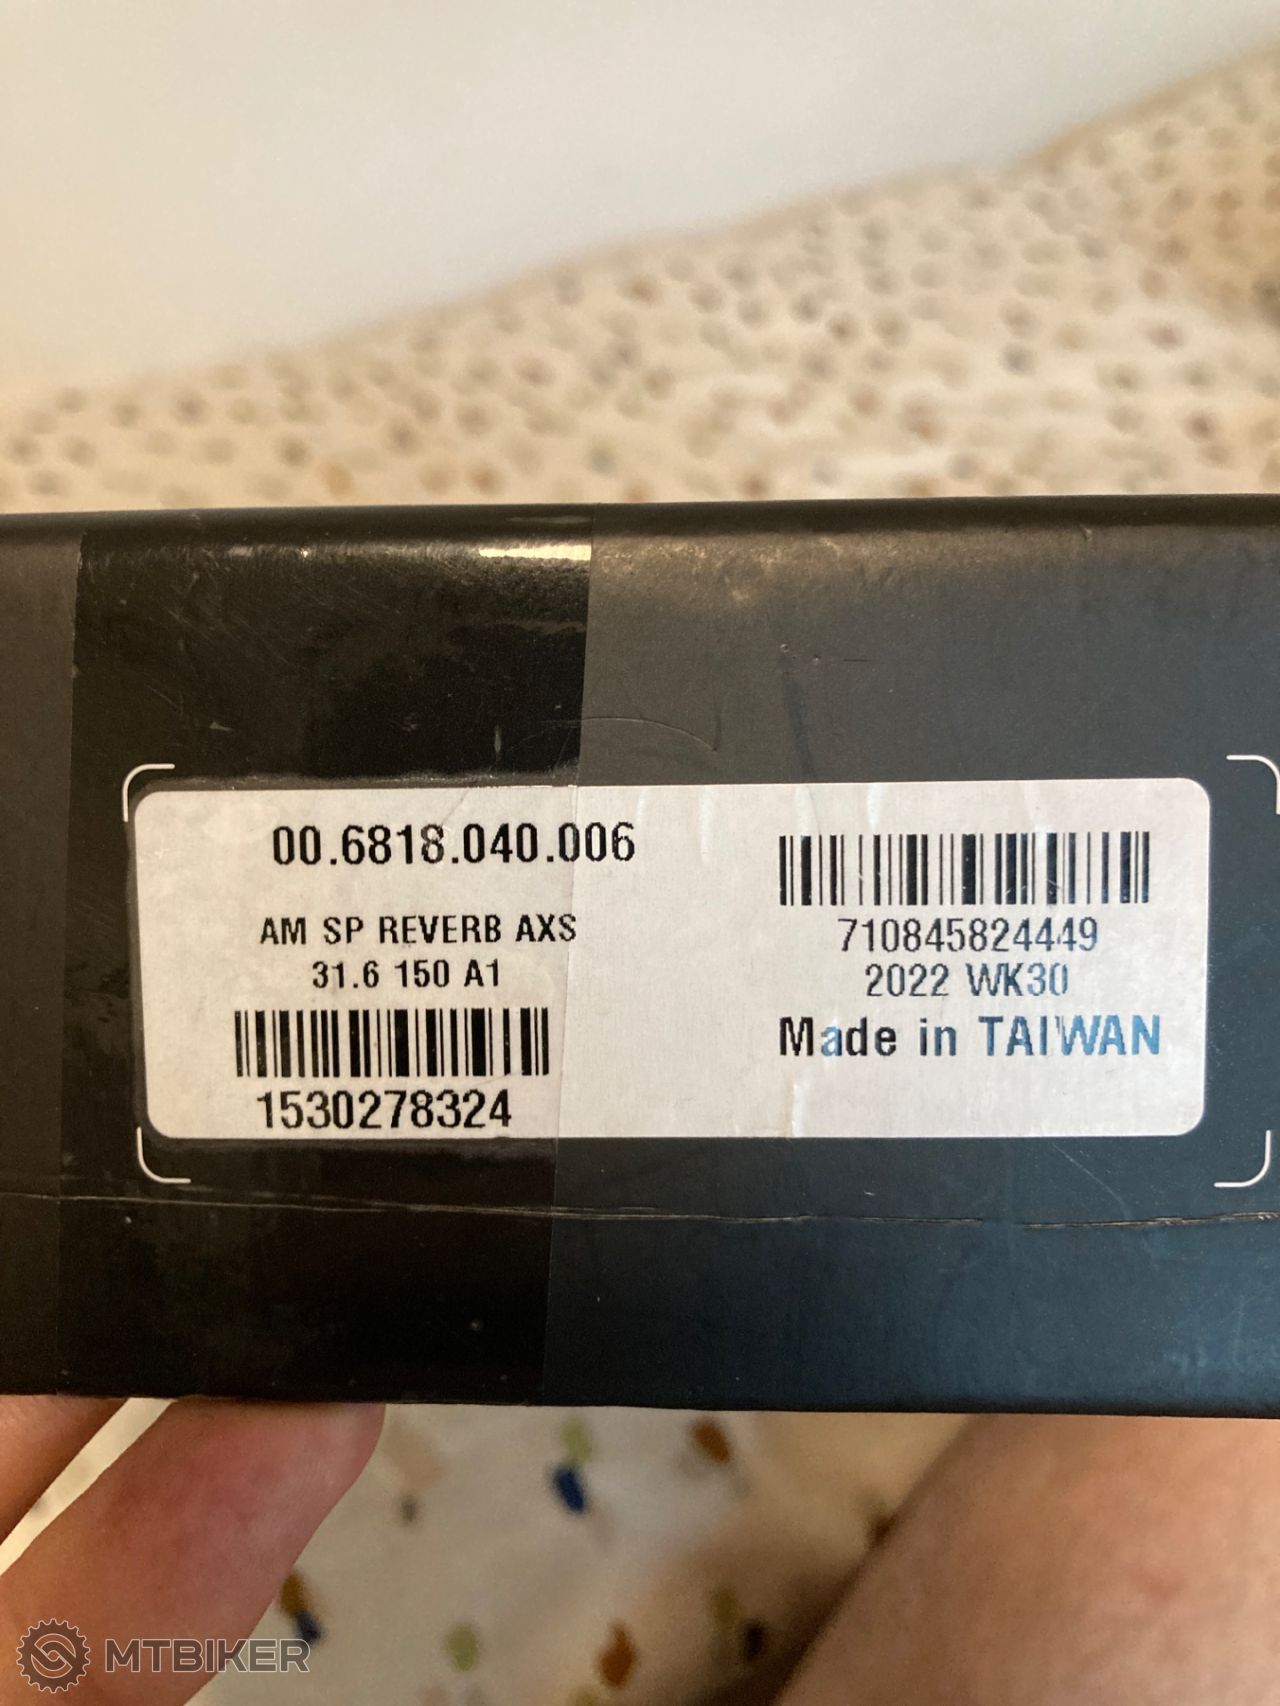 00.6818.040.006
AM SP REVERB AXS
31.6 150 A1
1530278324
710845824449
2022 WK30
Made in TAIWAN
MTBIKER